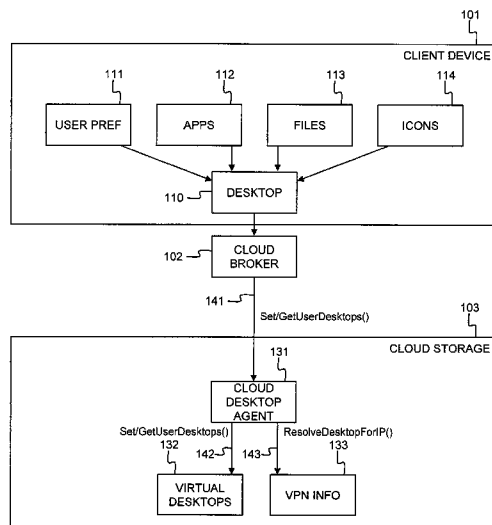 101
CLIENT DEVICE
111
112
113
114
USER PREF
APPS
FILES
ICONS
110
DESKTOP
102
CLOUD
BROKER
141
Set/GetUserDesktops()
103
CLOUD STORAGE
131
CLOUD
DESKTOP
AGENT
Set/GetUserDesktops()
ResolveDesktopForIP()
132
142
143
133
VIRTUAL
DESKTOPS
VPN INFO